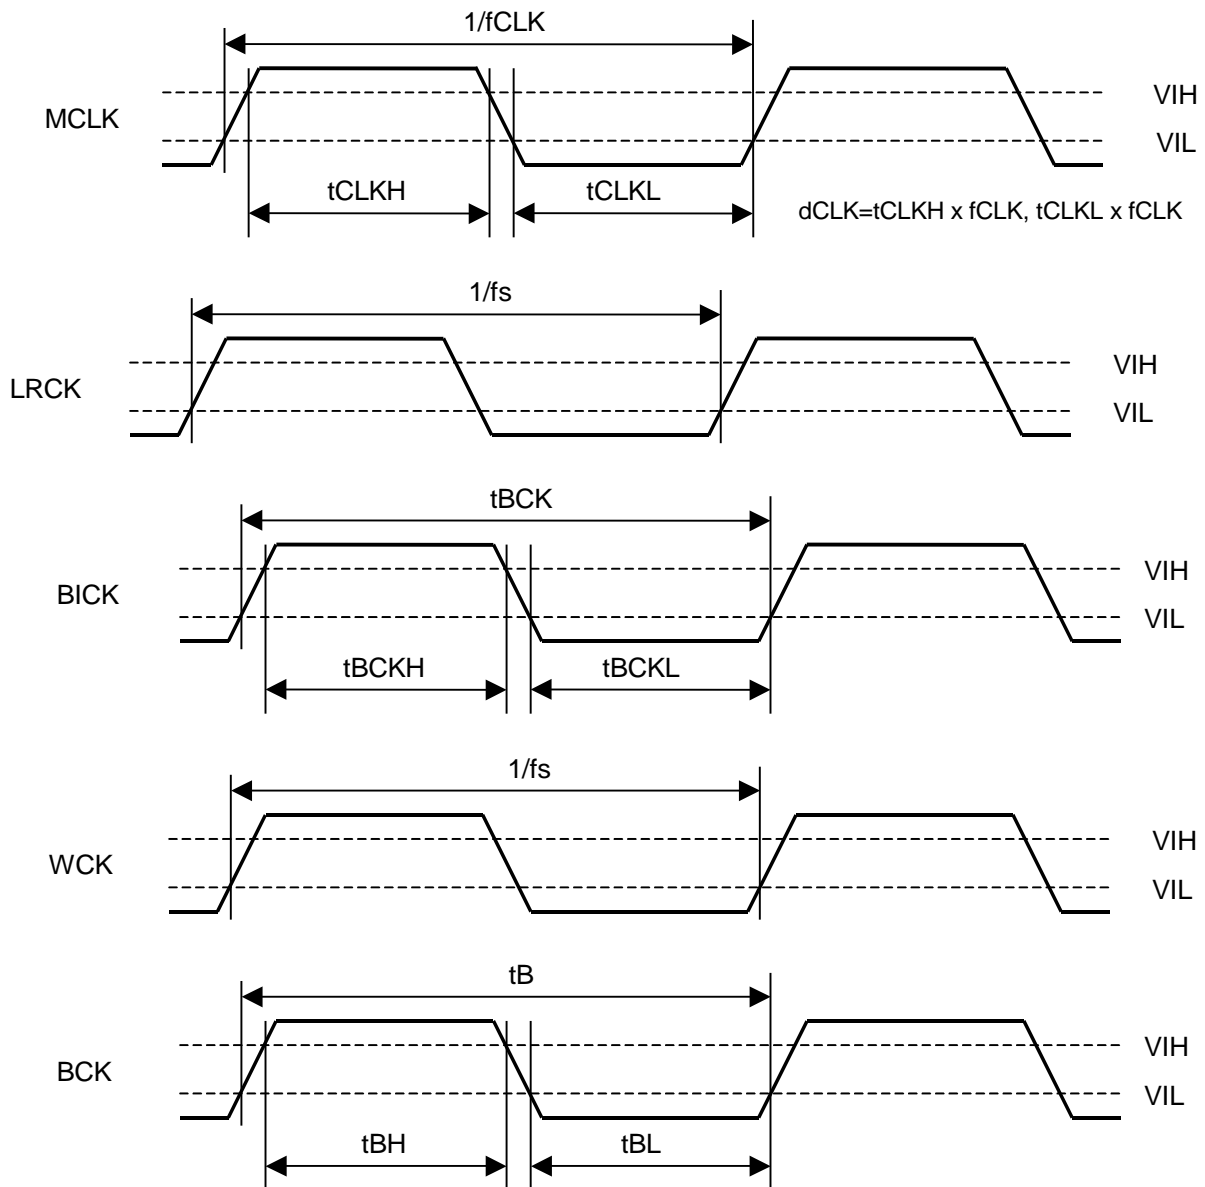 1/fCLK
MCLK
VIH
VIL
tCLKH
tCLKL
dCLK=tCLKH x fCLK, tCLKL x fCLK
1/fs
LRCK
VIH
VIL
tBCK
BICK
VIH
VIL
tBCKH
tBCKL
1/fs
WCK
VIH
VIL
tB
BCK
VIH
VIL
tBH
tBL